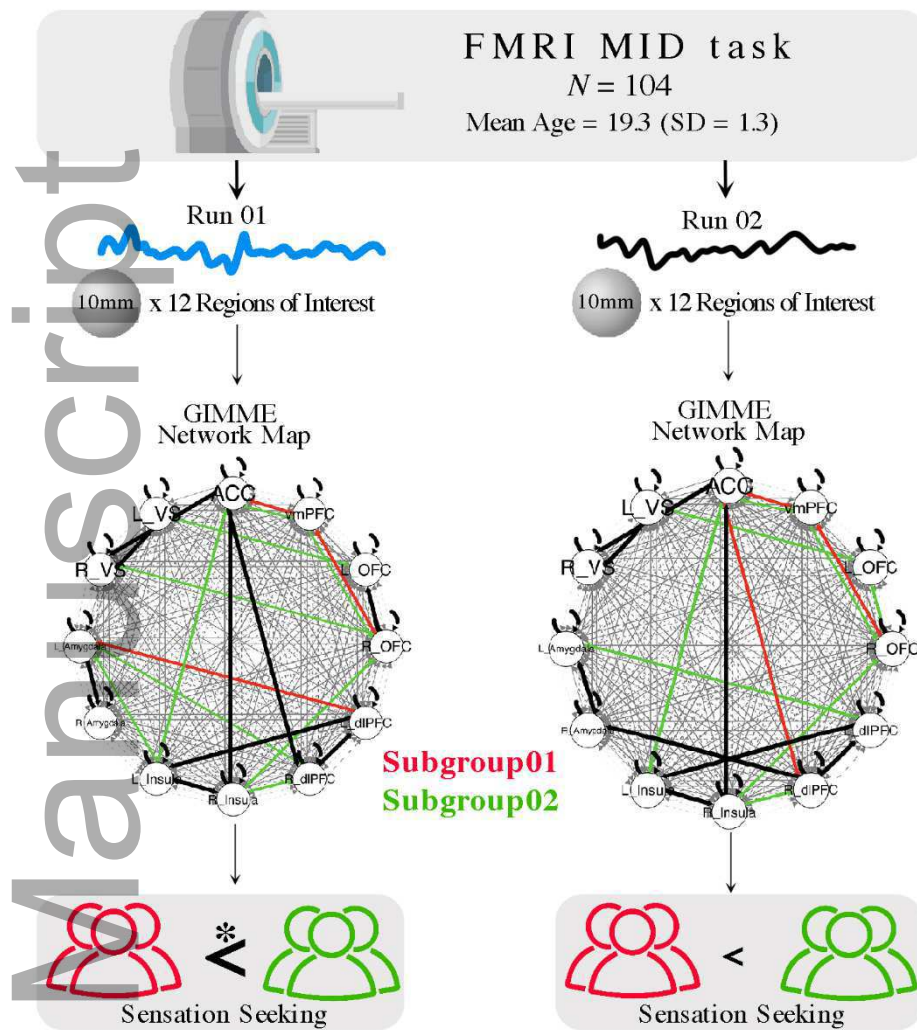 FMRI MID task
N = 104
Mean Age = 19.3 (SD = 1.3)
Manuscript
Run 01
10mm x 12 Regions of Interest
GIMME
Network Map
ACC
vmPFC
L_OFC
R_OFC
L_dlPFC
R_dlPFC
R_Insula
L_Insula
R_Amygdala
L_Amygdala
R_VS
L_VS
Run 02
10mm x 12 Regions of Interest
GIMME
Network Map
ACC
vmPFC
L_OFC
R_OFC
L_dlPFC
R_dlPFC
R_Insula
L_Insula
R_Amygdala
L_Amygdala
R_VS
L_VS
Subgroup01
Subgroup02
* <
Sensation Seeking
<
Sensation Seeking